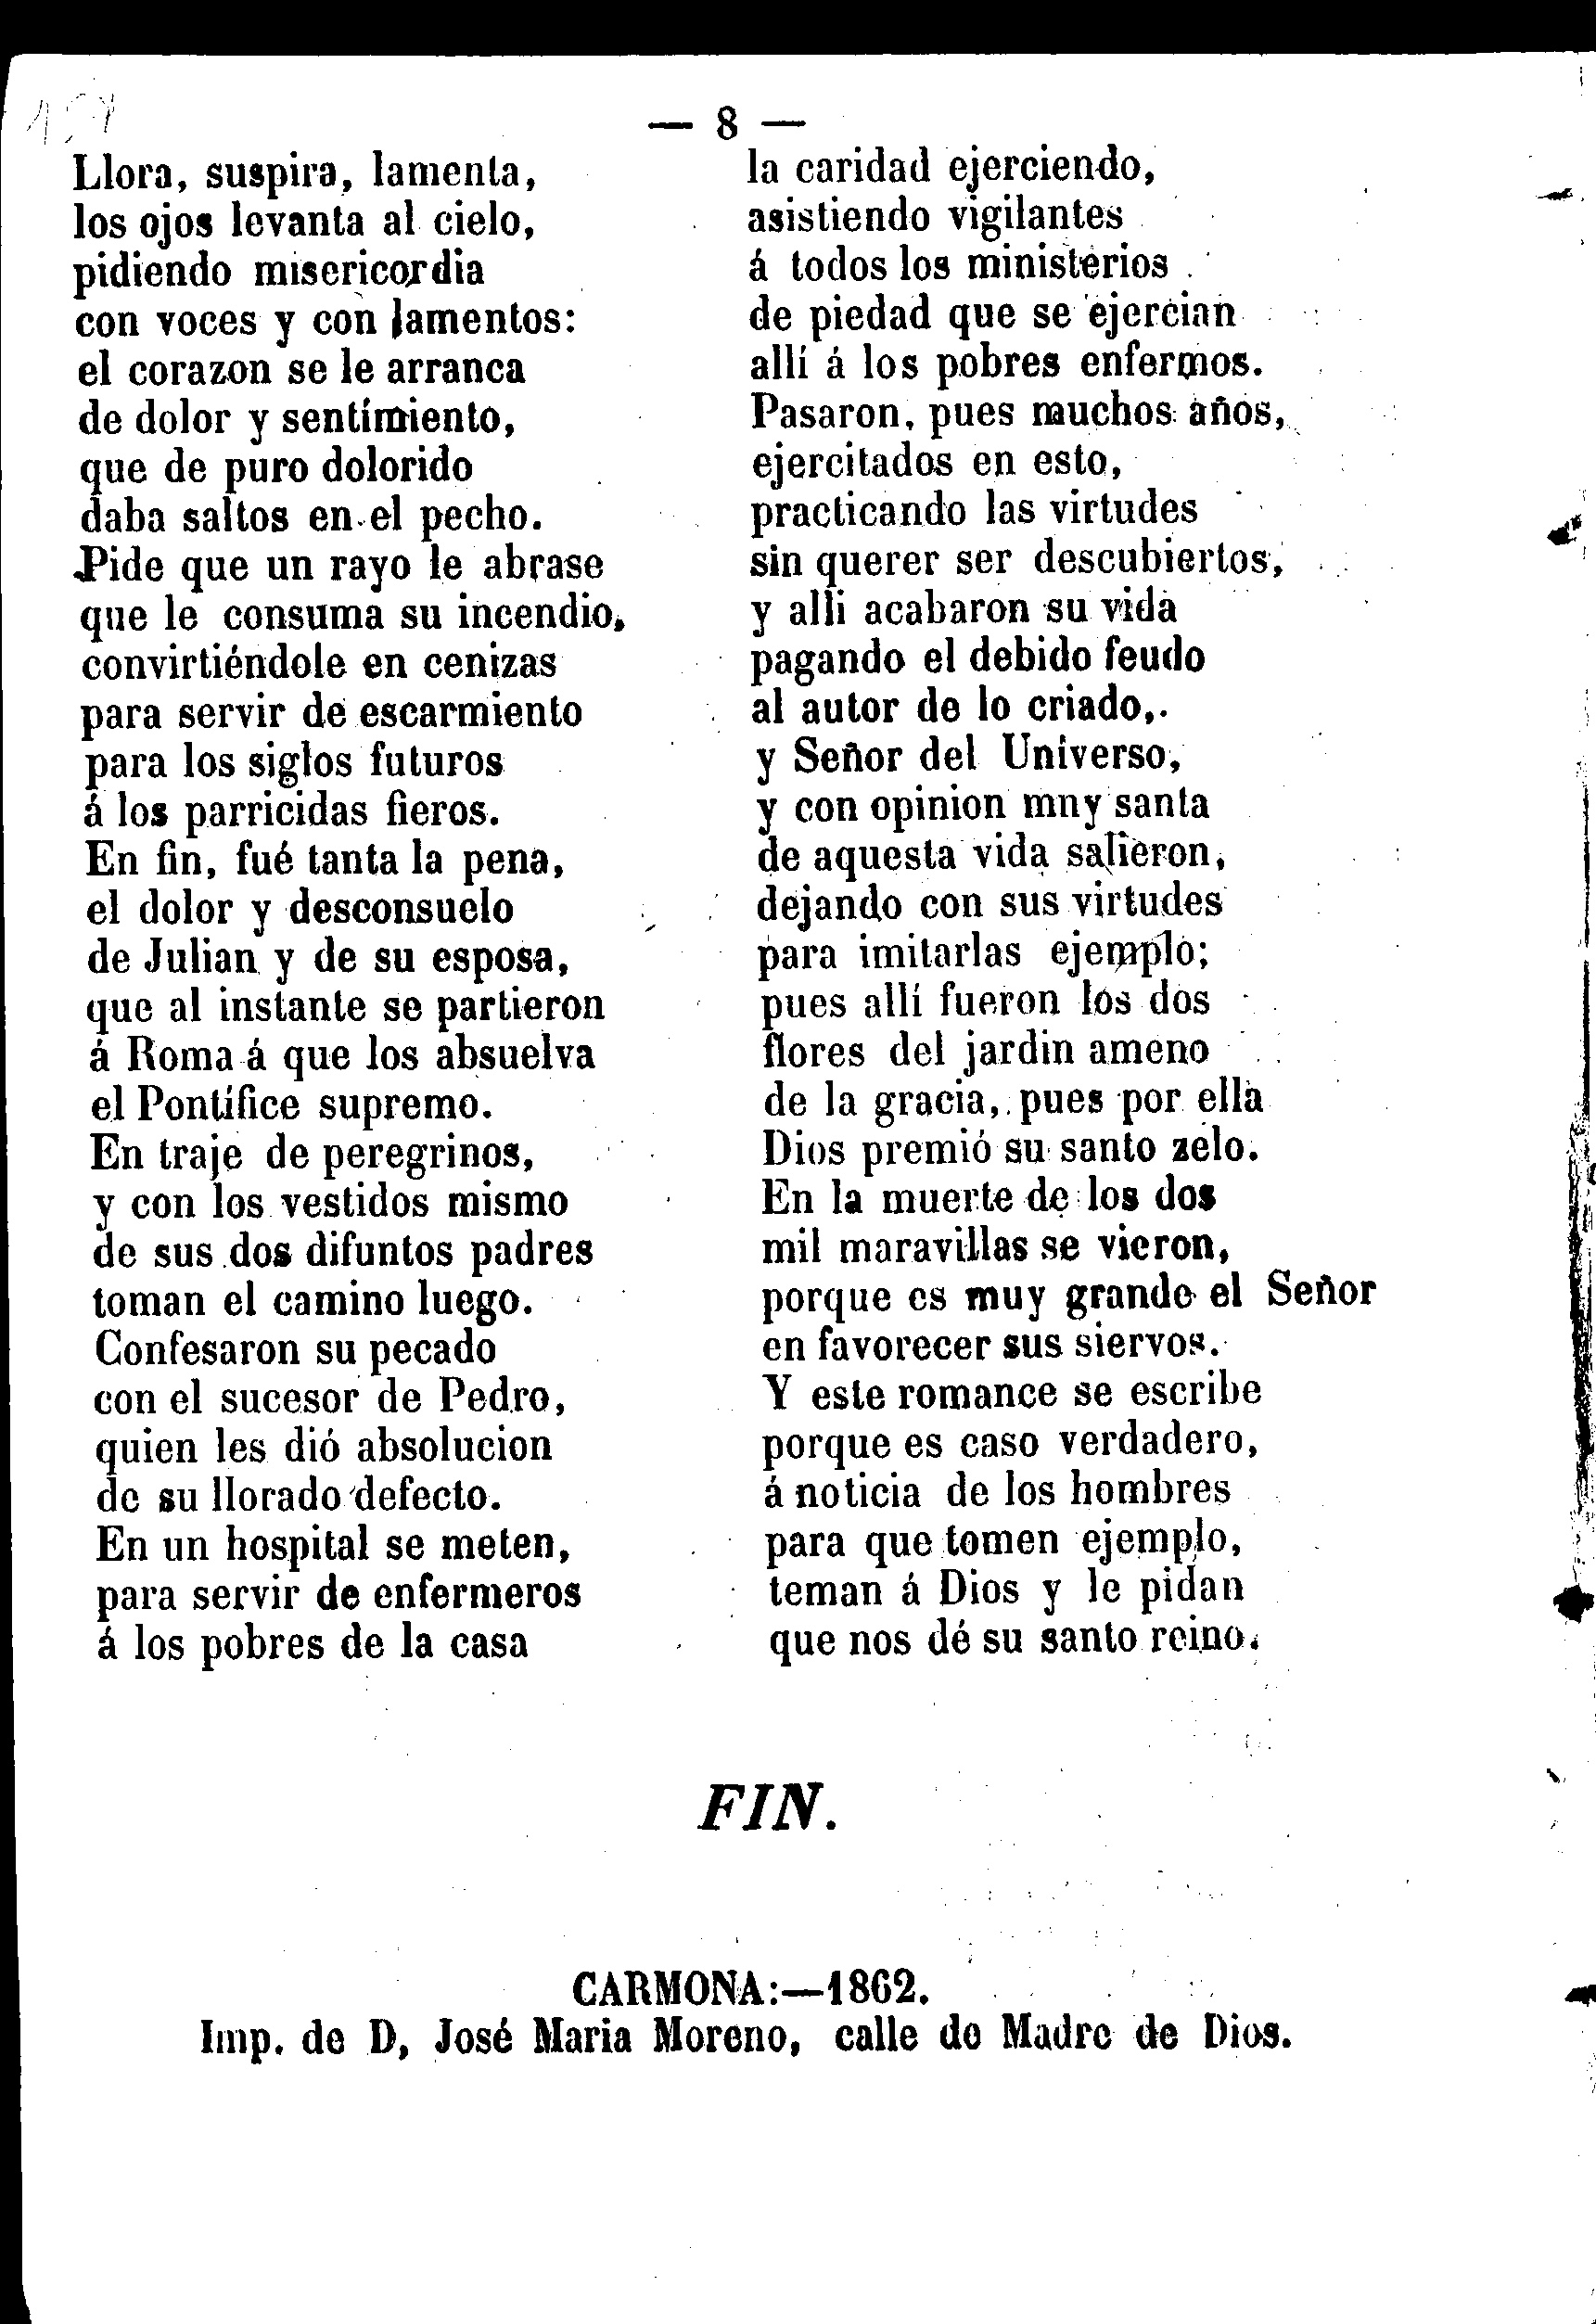 — 8 —
Llora, suspira, lamenta,
los ojos levanta al cielo,
pidiendo misericordia
con voces y con lamentos:
el corazon se le arranca
de dolor y sentimiento,
que de puro dolorido
daba saltos en el pecho.
Pide que un rayo le abrase
que le consuma su incendio,
convirtiéndole en cenizas
para servir de escarmiento
para los siglos futuros
á los parricidas fieros.
En fin, fué tanta la pena,
el dolor y desconsuelo
de Julian y de su esposa,
que al instante se partieron
á Roma á que los absuelva
el Pontífice supremo.
En traje de peregrinos,
y con los vestidos mismo
de sus dos difuntos padres
toman el camino luego.
Confesaron su pecado
con el sucesor de Pedro,
quien les dió absolucion
de su llorado defecto.
En un hospital se meten,
para servir de enfermeros
á los pobres de la casa
la caridad ejerciendo,
asistiendo vigilantes
á todos los ministerios
de piedad que se ejercian
allí á los pobres enfermos.
Pasaron, pues muchos años,
ejercitados en esto,
practicando las virtudes
sin querer ser descubiertos,
y alli acabaron su vida
pagando el debido feudo
al autor de lo criado,.
y Señor del Universo,
y con opinion mny santa
de aquesta vida salieron,
dejando con sus virtudes
para imitarlas ejemplo;
pues allí fueron los dos
flores del jardin ameno
de la gracia, pues por ella
Dios premió su santo zelo.
En la muerte de los dos
mil maravillas se vieron,
porque es muy grande el Señor
en favorecer sus siervos.
Y este romance se escribe
porque es caso verdadero,
á noticia de los hombres
para que tomen ejemplo,
teman á Dios y le pidan
que nos dé su santo reino.
FIN.
CARMONA:—1862.
Imp. de D, José Maria Moreno, calle de Madre de Dios.